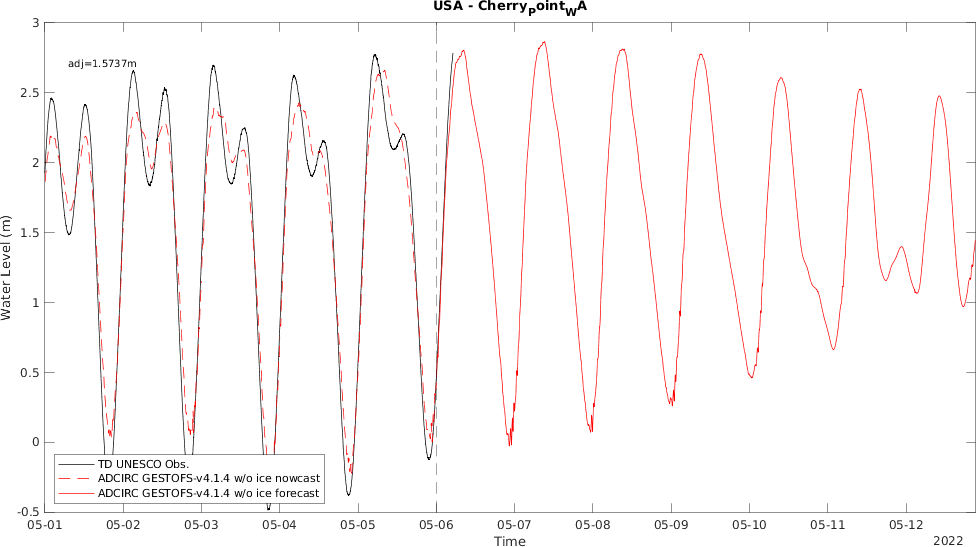 USA - Cherry_Point_WA
adj=1.5737m
3
2.5
2
1.5
1
0.5
0
-0.5
Water Level (m)
TD UNESCO Obs.
ADCIRC GESTOFS-v4.1.4 w/o ice nowcast
ADCIRC GESTOFS-v4.1.4 w/o ice forecast
05-01 05-02 05-03 05-04 05-05 05-06 05-07 05-08 05-09 05-10 05-11 05-12
Time
2022